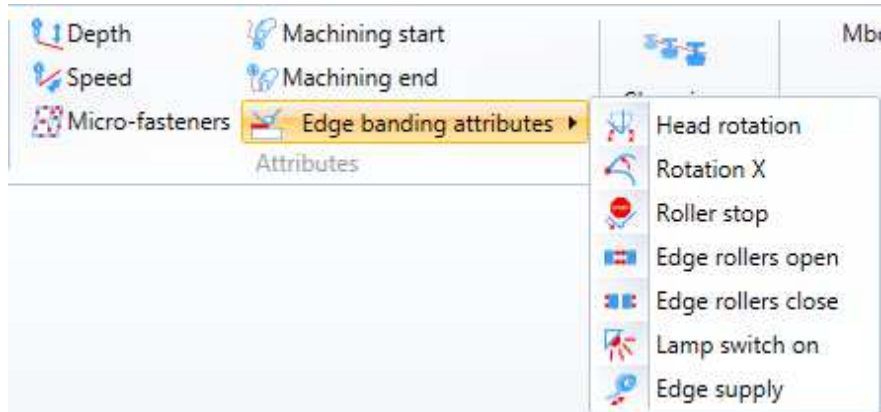 Depth
Machining start
Speed
Machining end
Micro-fasteners
Edge banding attributes
Attributes
Head rotation
Rotation X
Roller stop
Edge rollers open
Edge rollers close
Lamp switch on
Edge supply